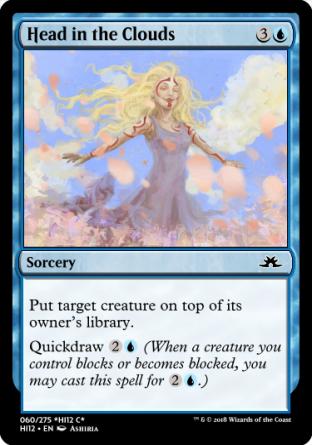 Head in the Clouds 3
Sorcery
Put target creature on top of its
owner's library.
Quickdraw 2 (When a creature you
control blocks or becomes blocked, you
may cast this spell for 2 .)
060/275 *HI12 C*
HI12 • EN Ashiria
™ & © 2018 Wizards of the Coast